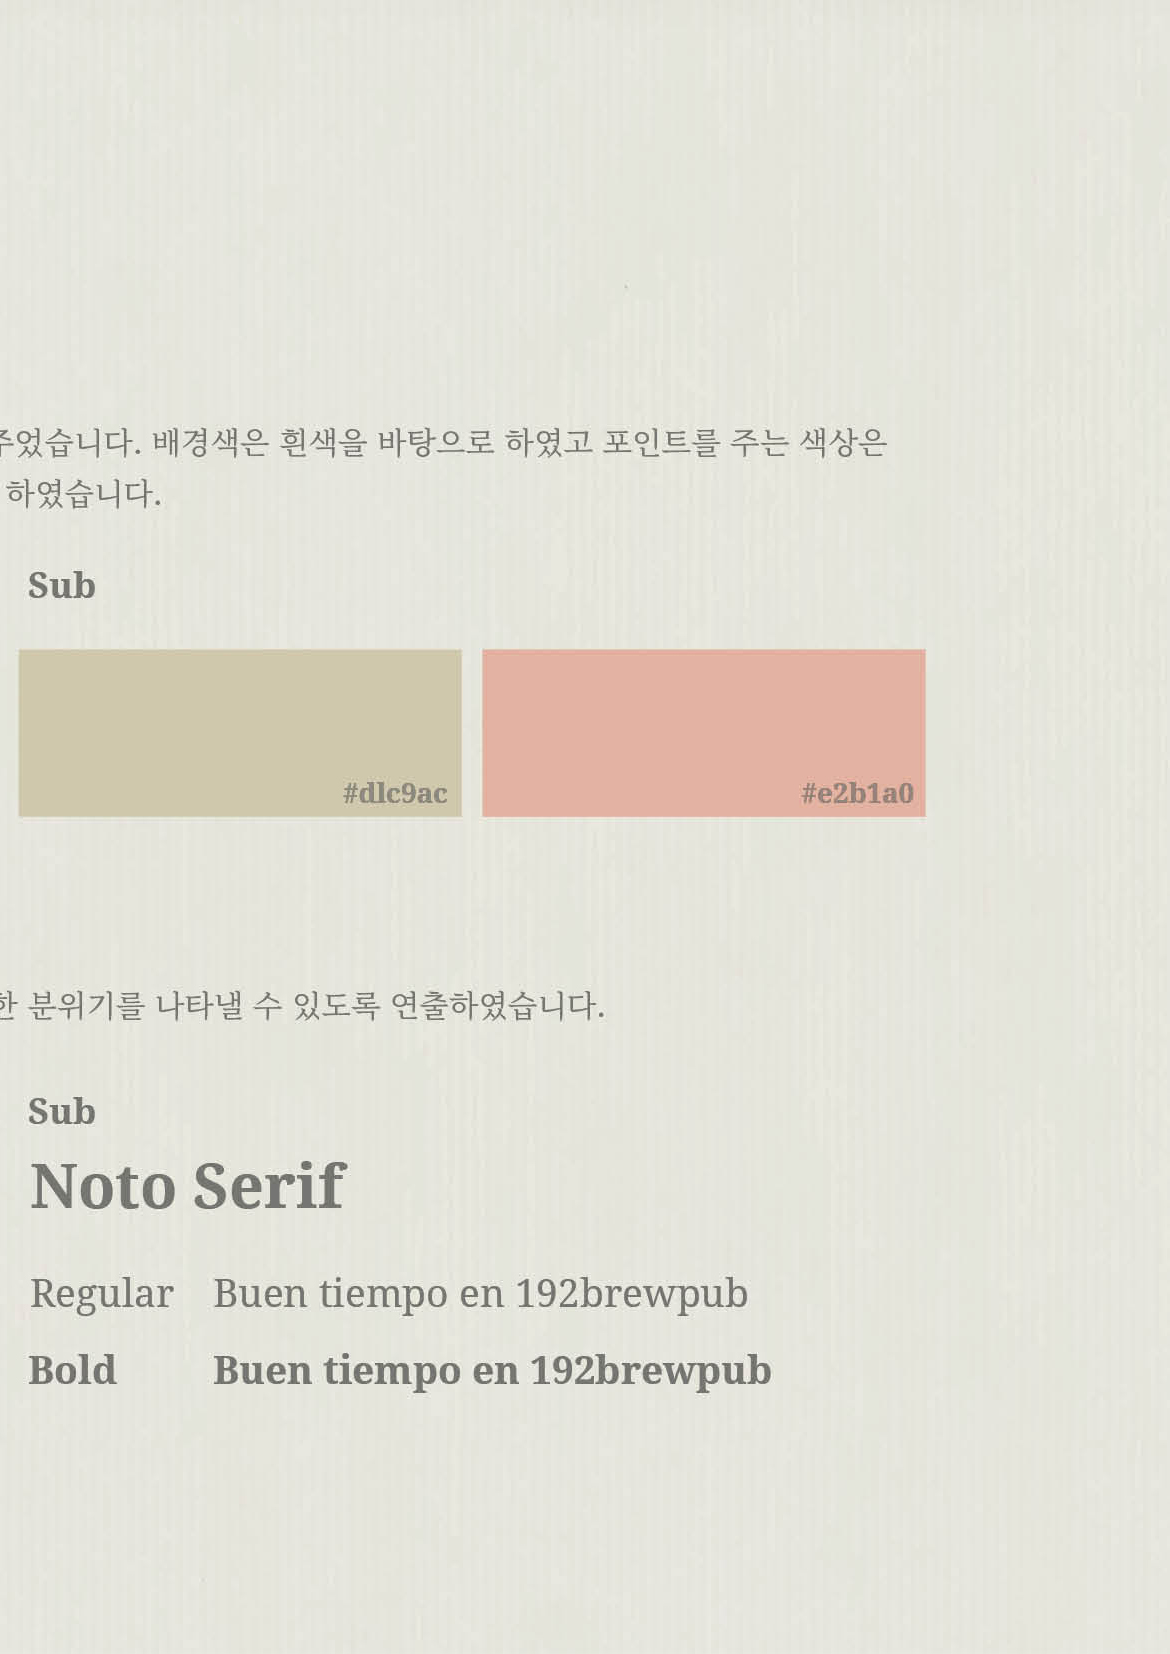 주었습니다. 배경색은 흰색을 바탕으로 하였고 포인트를 주는 색상은
하였습니다.
Sub
#dlc9ac
#e2b1a0
한 분위기를 나타낼 수 있도록 연출하였습니다.
Sub
Noto Serif
Regular Buen tiempo en 192brewpub
Bold Buen tiempo en 192brewpub